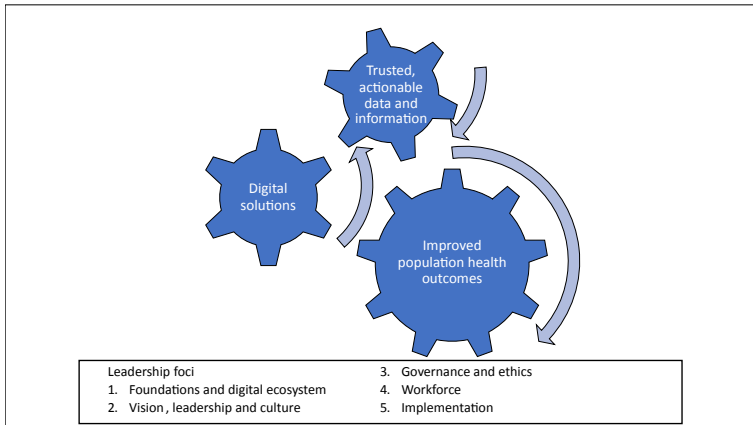 Trusted,
actionable
data and
information
Digital
solutions
Improved
population health
outcomes
Leadership foci
1. Foundations and digital ecosystem
2. Vision, leadership and culture
3. Governance and ethics
4. Workforce
5. Implementation